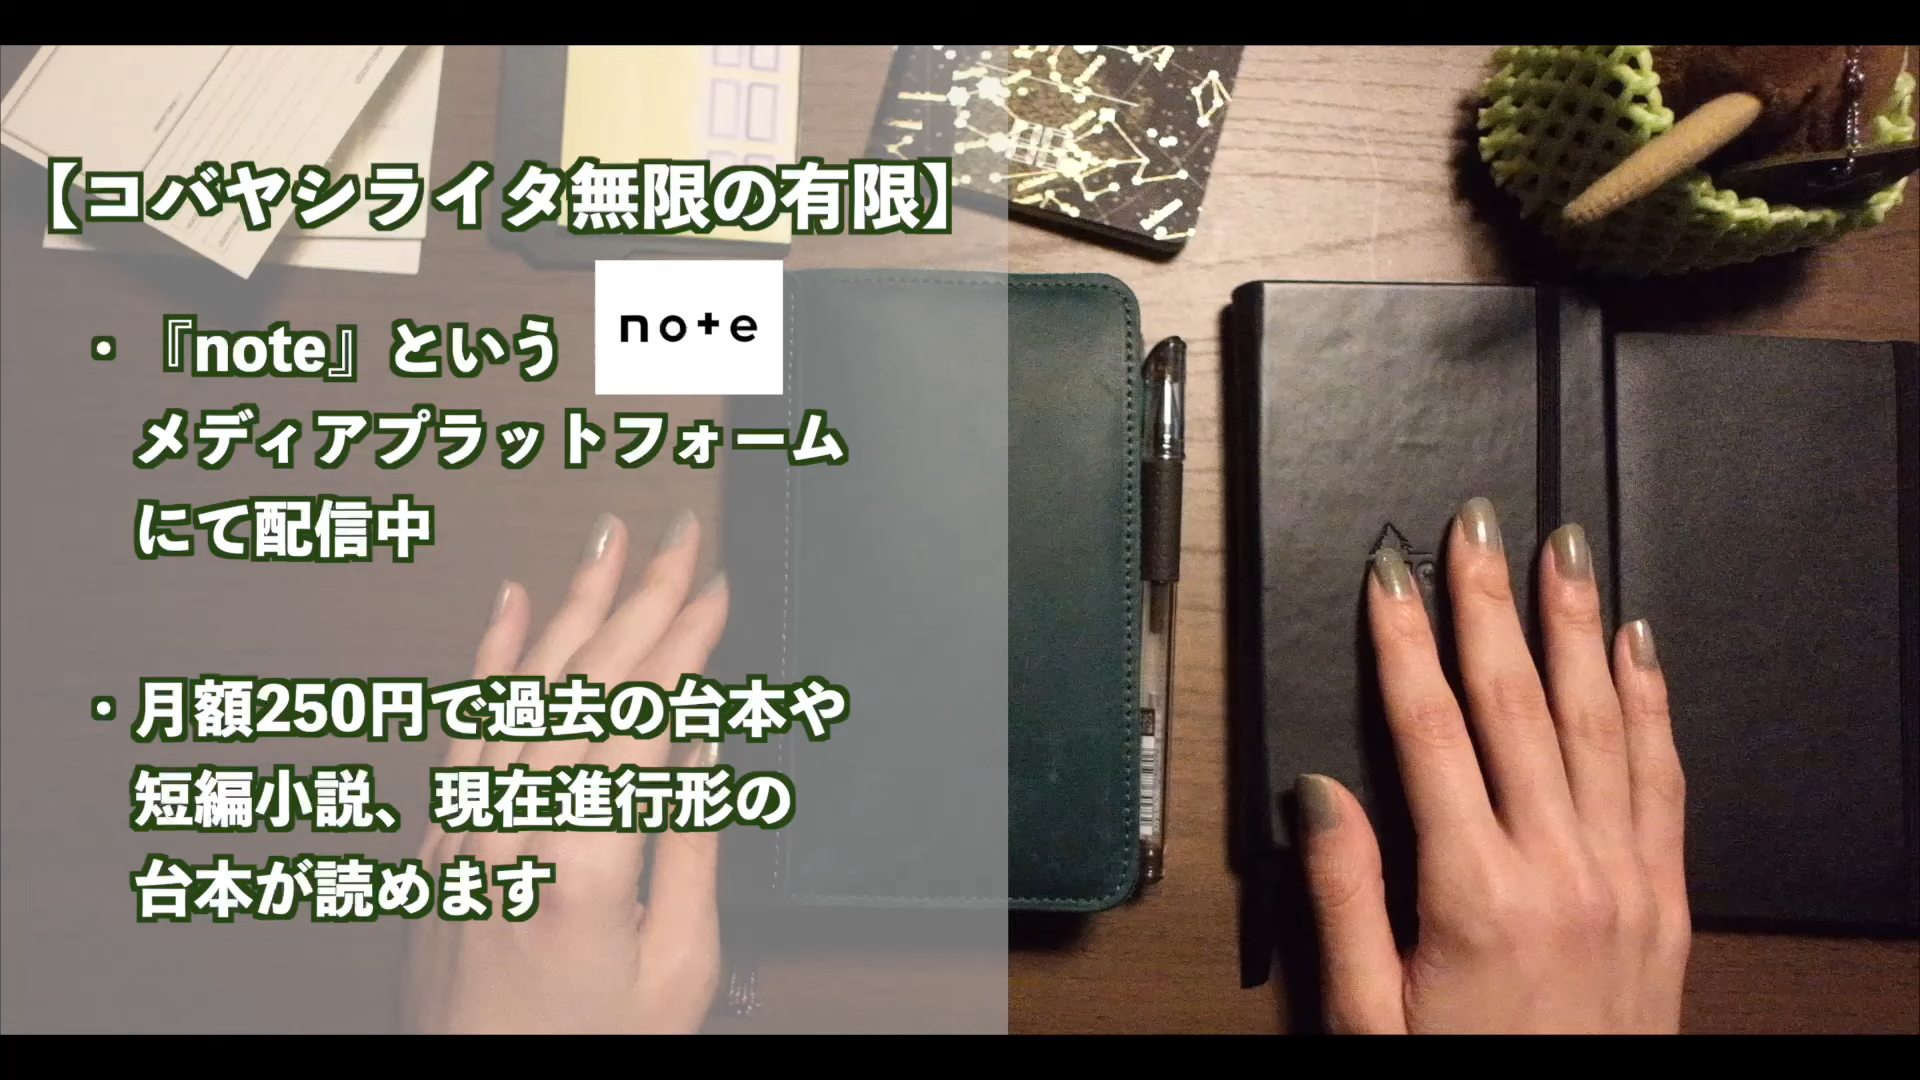 【コバヤシライタ無限の有限】
・『note』という
note
メディアプラットフォーム
にて配信中
・月額250円で過去の台本や
短編小説、現在進行形の
台本が読めます